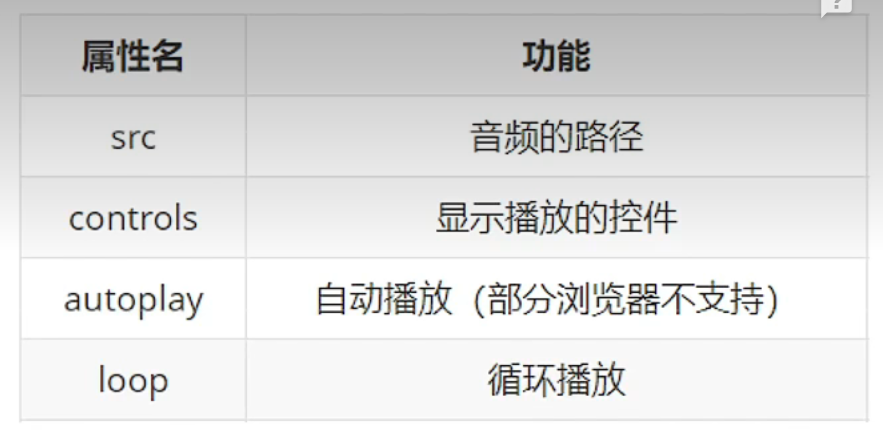 属性名 功能
src 音频的路径
controls 显示播放的控件
autoplay 自动播放（部分浏览器不支持）
loop 循环播放